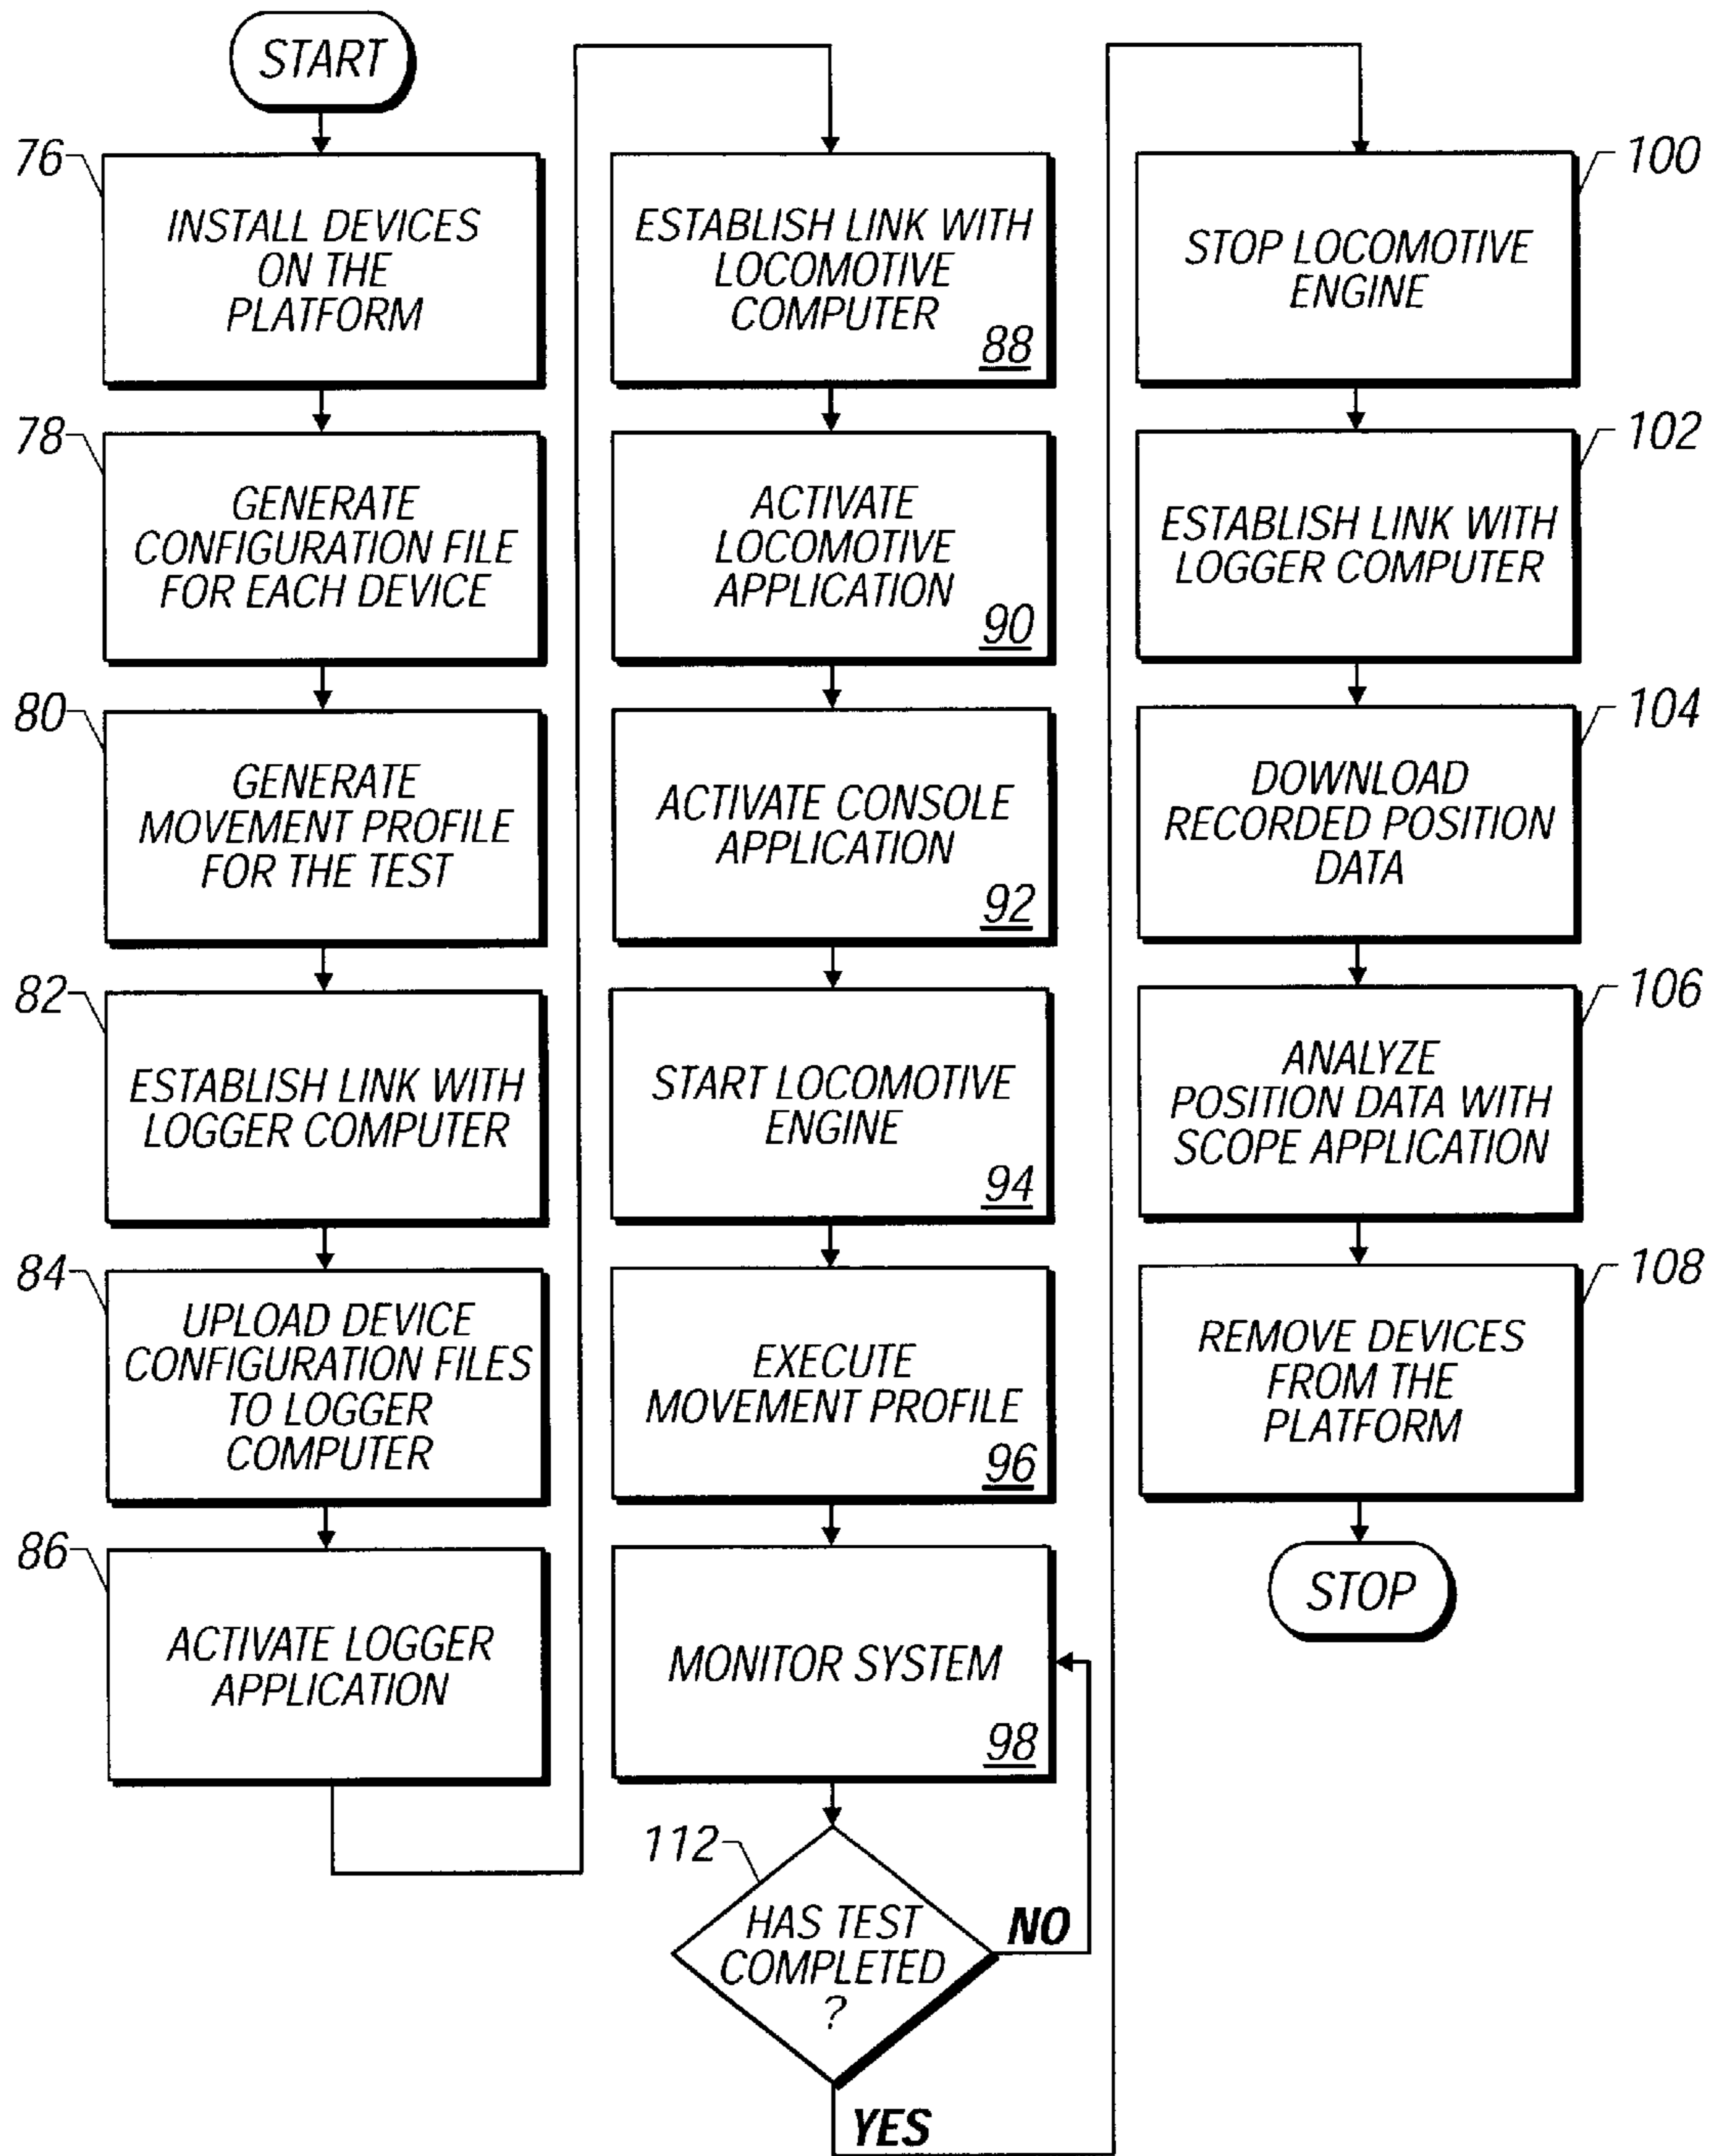 START
76
INSTALL DEVICES
ON THE
PLATFORM
78
GENERATE
CONFIGURATION FILE
FOR EACH DEVICE
80
GENERATE
MOVEMENT PROFILE
FOR THE TEST
82
ESTABLISH LINK WITH
LOGGER COMPUTER
84
UPLOAD DEVICE
CONFIGURATION FILES
TO LOGGER
COMPUTER
86
ACTIVATE LOGGER
APPLICATION
ESTABLISH LINK WITH
LOCOMOTIVE
COMPUTER
88
ACTIVATE
LOCOMOTIVE
APPLICATION
90
ACTIVATE CONSOLE
APPLICATION
92
START LOCOMOTIVE
ENGINE
94
EXECUTE
MOVEMENT PROFILE
96
MONITOR SYSTEM
98
112
HAS TEST
COMPLETED
?
NO
YES
100
STOP LOCOMOTIVE
ENGINE
102
ESTABLISH LINK WITH
LOGGER COMPUTER
104
DOWNLOAD
RECORDED POSITION
DATA
106
ANALYZE
POSITION DATA WITH
SCOPE APPLICATION
108
REMOVE DEVICES
FROM THE
PLATFORM
STOP